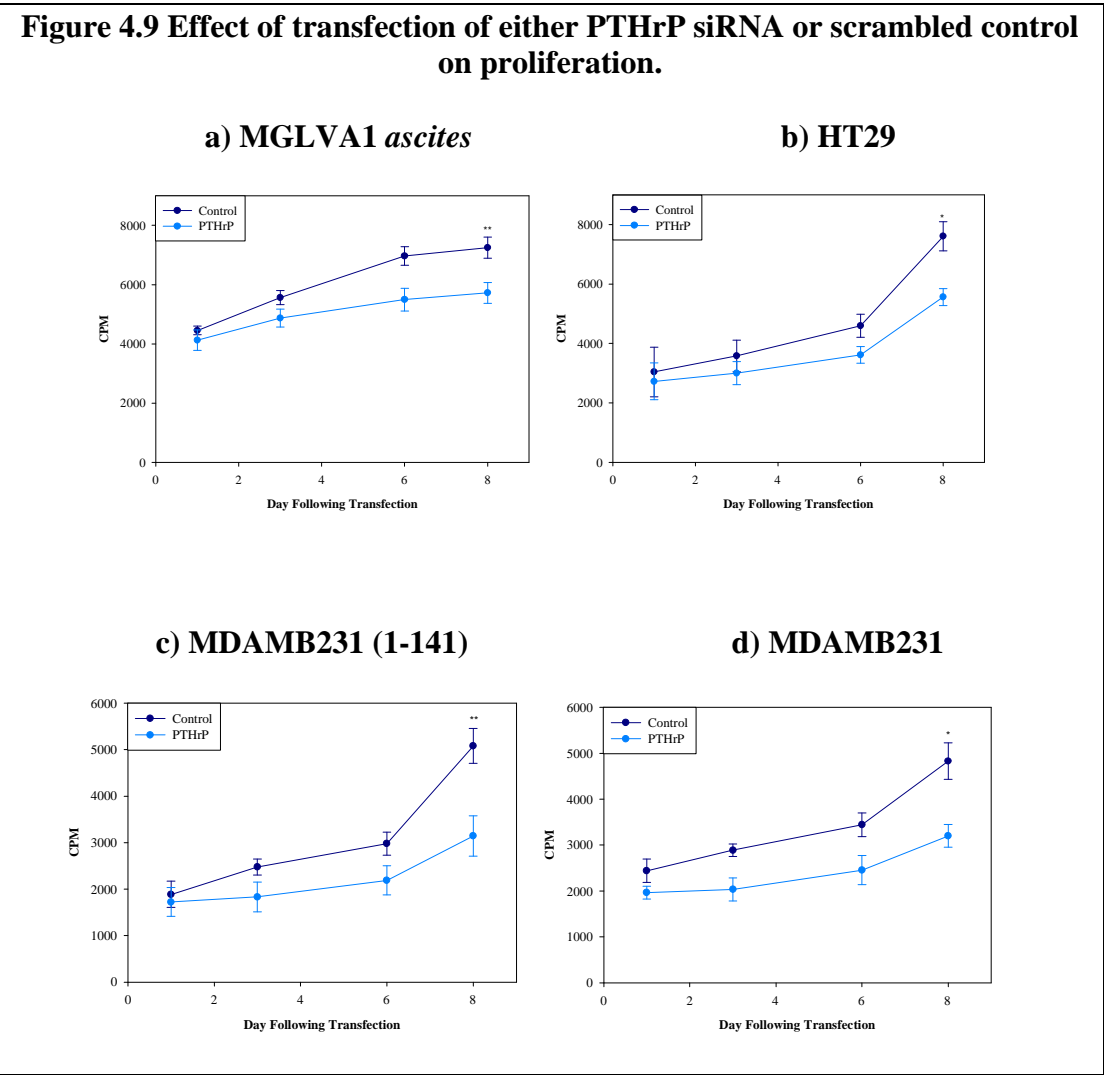 Figure 4.9 Effect of transfection of either PTHrP siRNA or scrambled control
on proliferation.
a) MGLVA1 ascites
Control
PTHrP
**
8000
6000
4000
2000
0
CPM
0 2 4 6 8
Day Following Transfection
b) HT29
Control
PTHrP
*
8000
6000
4000
2000
0
CPM
0 2 4 6 8
Day Following Transfection
c) MDAMB231 (1-141)
6000
Control
PTHrP
**
5000
4000
3000
2000
1000
0
CPM
0 2 4 6 8
Day Following Transfection
d) MDAMB231
6000
Control
PTHrP
*
5000
4000
3000
2000
1000
0
CPM
0 2 4 6 8
Day Following Transfection